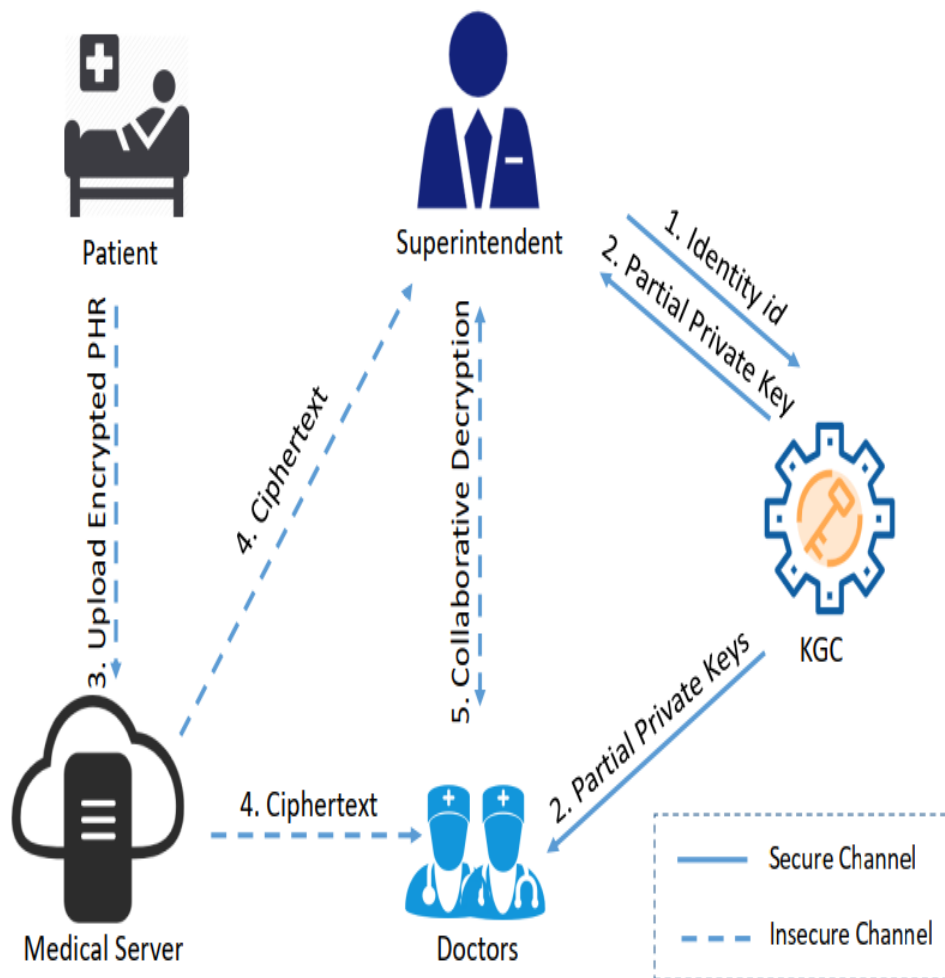 Patient
Superintendent
1. Identity id
2. Partial Private Key
3. Upload Encrypted PHR
4. Ciphertext
5. Collaborative Decryption
KGC
2. Partial Private Keys
4. Ciphertext
Medical Server
Doctors
Secure Channel
Insecure Channel